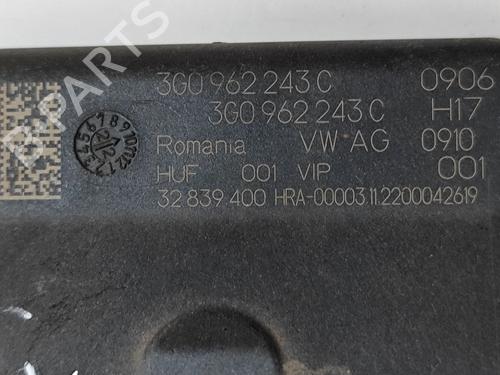 3G0 962 243 C 0906
3G0 962 243 C H17
Romania VW AG 0910
HUF 001 VIP 001
32 839 400 HRA-00003.11.2200042619